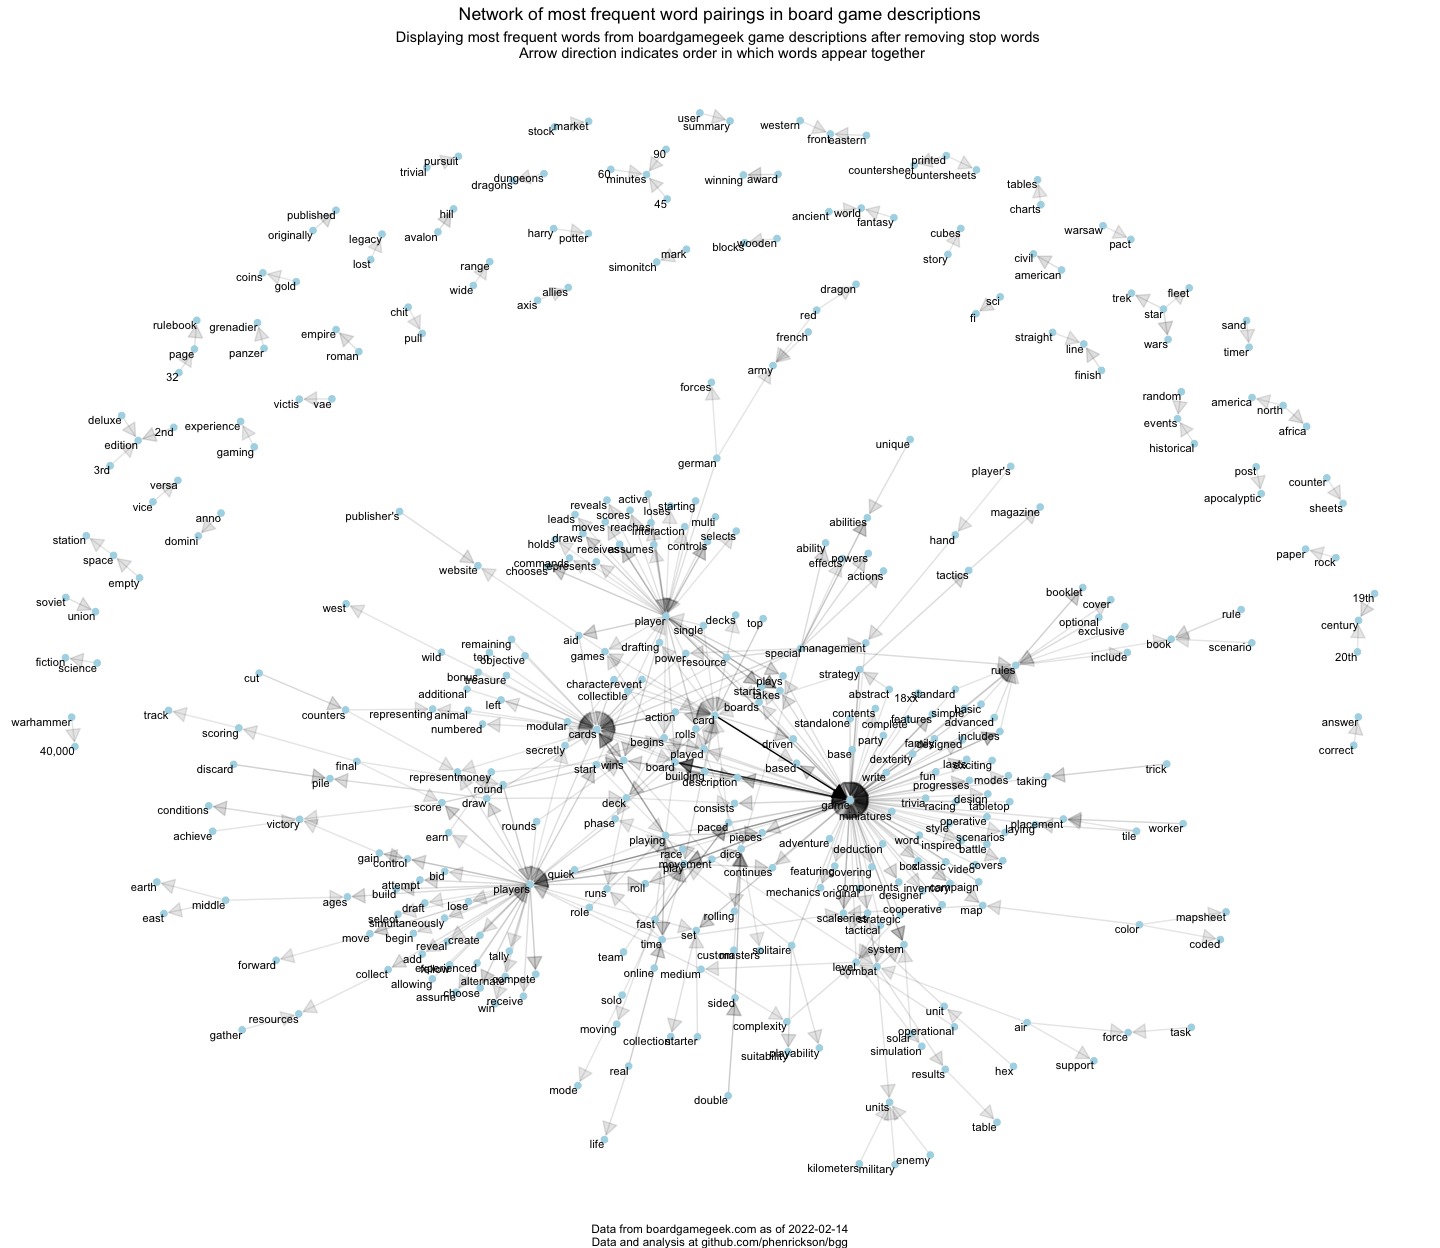 Network of most frequent word pairings in board game descriptions
Displaying most frequent words from boardgamegeek game descriptions after removing stop words
Arrow direction indicates order in which words appear together
stock market
user
summary
western
front eastern
pursuit
trivial
dungeons
dragons
90
60 minutes
45
winning award
printed
countersheet countersheets
tables
charts
published
originally
hill
avalon
legacy
lost
harry
potter
ancient world
fantasy
blocks wooden
cubes
story
warsaw
pact
mark
simonitch
range
wide
coins
gold
civil
american
axis allies
dragon
red
french
army
sci
fi
trek fleet
star
wars
chit
pull
rulebook
page
32
grenadier
panzer
empire
roman
straight
line
finish
sand
timer
forces
victis vae
random
events
historical
america north
africa
deluxe
2nd
edition
3rd
experience
gaming
unique
german
player's
post
apocalyptic
counter
sheets
versa
vice
anno
domini
publisher's
magazine
reveals active
scores loses starting
leads
moves reaches interaction
multi
draws
holds
receives assumes controls selects
commands
chooses represents
abilities
ability
effects powers
actions
hand
tactics
station
space
empty
website
paper
rock
soviet
union
west
booklet
cover
optional
exclusive
rule
19th
century
20th
player
single decks top
aid
games drafting
power resource
special management
rules
include
book
scenario
fiction science
remaining
wild ten objective
bonus treasure
additional left
cut
counters
representing animal
numbered
character event
collectible
plays
starts takes
boards
strategy
abstract 18xx standard
contents
standalone complete features simple basic
advanced
warhammer
40,000
track
scoring
modular
cards
secretly
action card
rolls
begins
played
driven
party
family designed includes
answer
correct
discard
final
pile
represent money
round
start wins
board
building
description
based
base
dexterity
write
lasts exciting
fun
progresses modes
taking
trick
conditions
achieve
victory
score draw
rounds
earn
deck
phase
consists
paced
pieces
game
miniatures
trivia racing design tabletop
operative
style laying placement
worker
tile
playing
race
movement
play dice
continues
adventure
word
inspired scenarios
battle
deduction
gain control
attempt bid
build
players
quick
featuring covering
box classic video covers
earth
east
middle
ages
draft
select
simultaneously
lose
role runs roll
mechanics original components inventory campaign
designer
cooperative
map
mapsheet
color
coded
move begin
reveal create
forward
add
follow experienced
tally
collect
allowing
assume choose alternate compete
win receive
fast
time
set
rolling
scale series strategic
tactical
system
team
custom masters solitaire
online medium
level
combat
resources
gather
solo
moving
collection starter
sided
complexity
suitability playability
unit
operational
solar
simulation
results
air
force
task
support
hex
mode
real
double
units
table
life
kilometers military enemy
Data from boardgamegeek.com as of 2022-02-14
Data and analysis at github.com/phenrickson/bgg